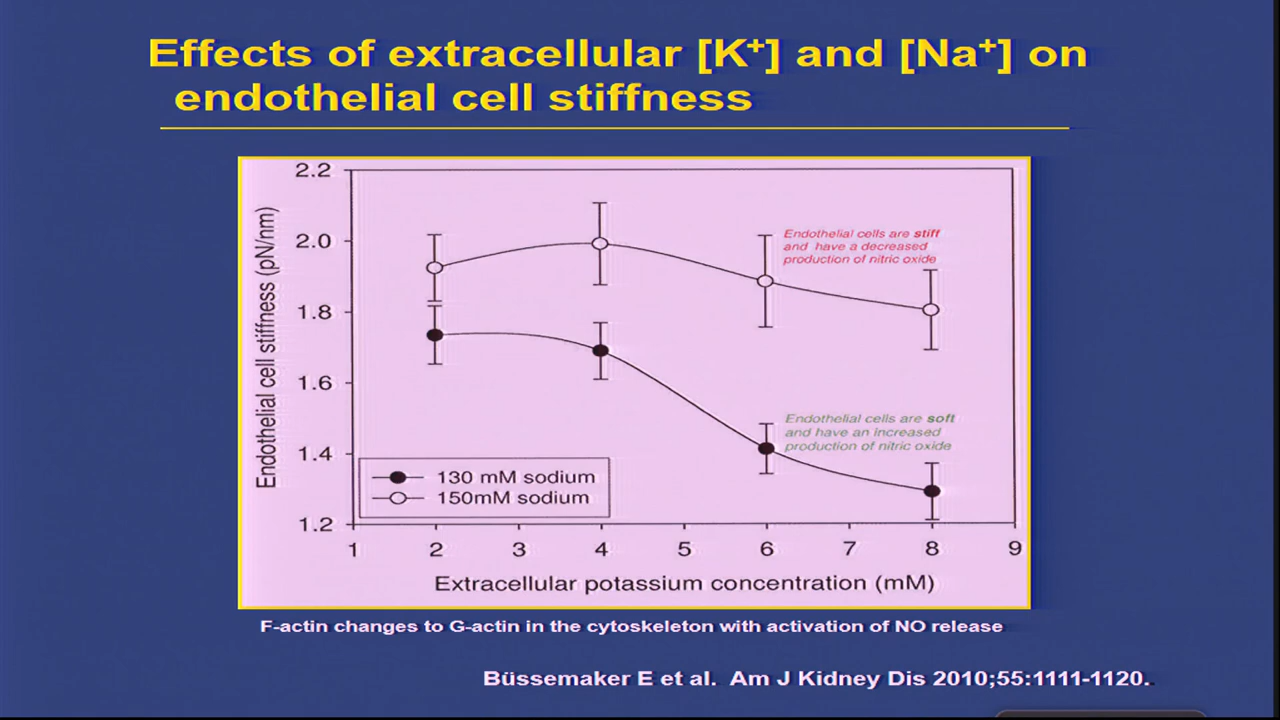 Effects of extracellular [K⁺] and [Na⁺] on
endothelial cell stiffness
Endothelial cell stiffness (pN/nm)
2.2
2.0
1.8
1.6
1.4
1.2
Endothelial cells are stiff
and have a decreased
production of nitric oxide
Endothelial cells are soft
and have an increased
production of nitric oxide
130 mM sodium
150mM sodium
1 2 3 4 5 6 7 8 9
Extracellular potassium concentration (mM)
F-actin changes to G-actin in the cytoskeleton with activation of NO release
Büssemaker E et al. Am J Kidney Dis 2010;55:1111-1120.